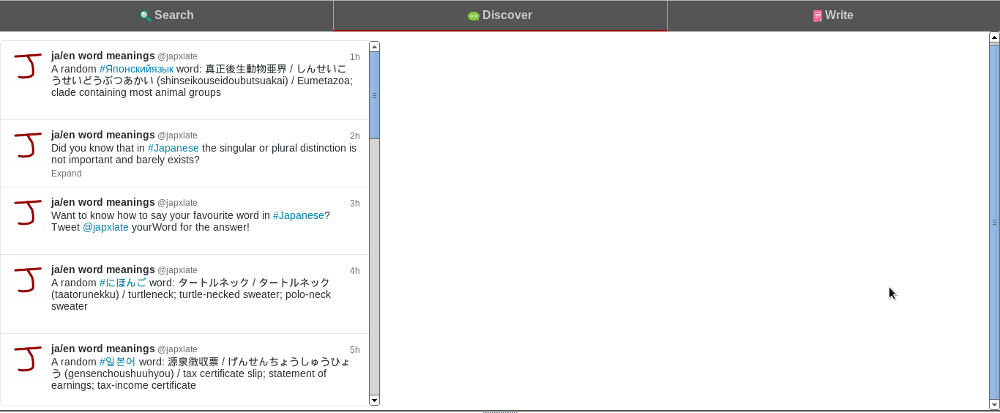 Search
Discover
Write
ja/en word meanings @japxlate 1h
A random #Японскийязык word: 真正後生動物亜界 / しんせいこ
うせいどうぶつあかい (shinseikouseidoubutsuakai) / Eumetazoa;
clade containing most animal groups
ja/en word meanings @japxlate 2h
Did you know that in #Japanese the singular or plural distinction is
not important and barely exists?
Expand
ja/en word meanings @japxlate 3h
Want to know how to say your favourite word in #Japanese?
Tweet @japxlate yourWord for the answer!
ja/en word meanings @japxlate 4h
A random #にほんご word: タートルネック / タートルネック
(taatorunekku) / turtleneck; turtle-necked sweater; polo-neck
sweater
ja/en word meanings @japxlate 5h
A random #일본어 word: 源泉徴収票 / げんせんちょうしゅうひょ
う (gensenchoushuuhyou) / tax certificate slip; statement of
earnings; tax-income certificate